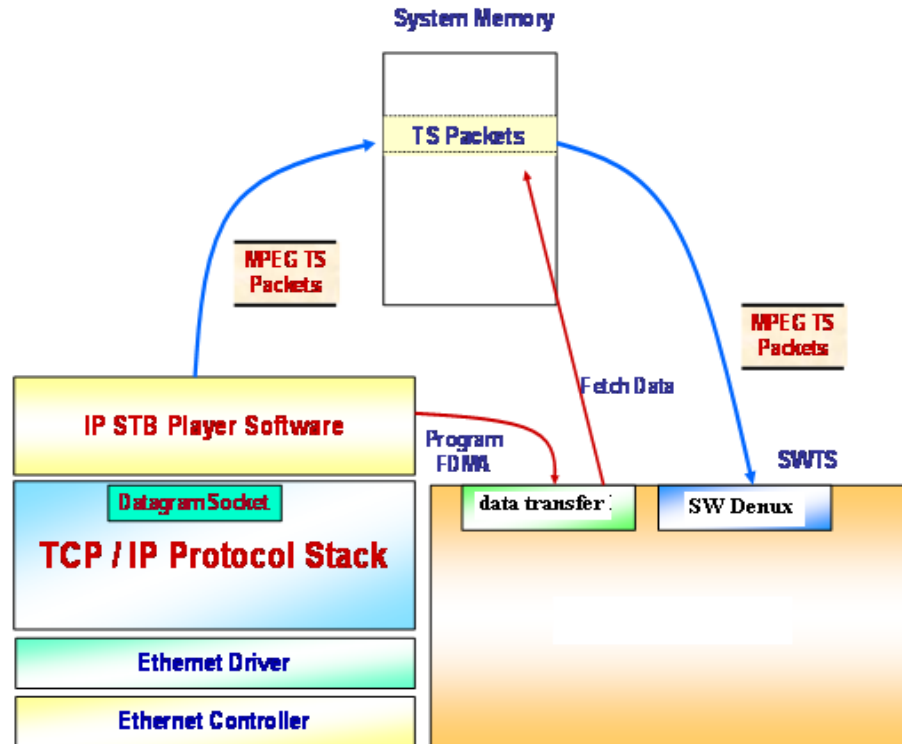 System Memory
TS Packets
MPEG TS
Packets
MPEG TS
Packets
Fetch Data
IP STB Player Software
Program
FDMA
SWTS
Datagram Socket
data transfer
SW Denux
TCP / IP Protocol Stack
Ethernet Driver
Ethernet Controller